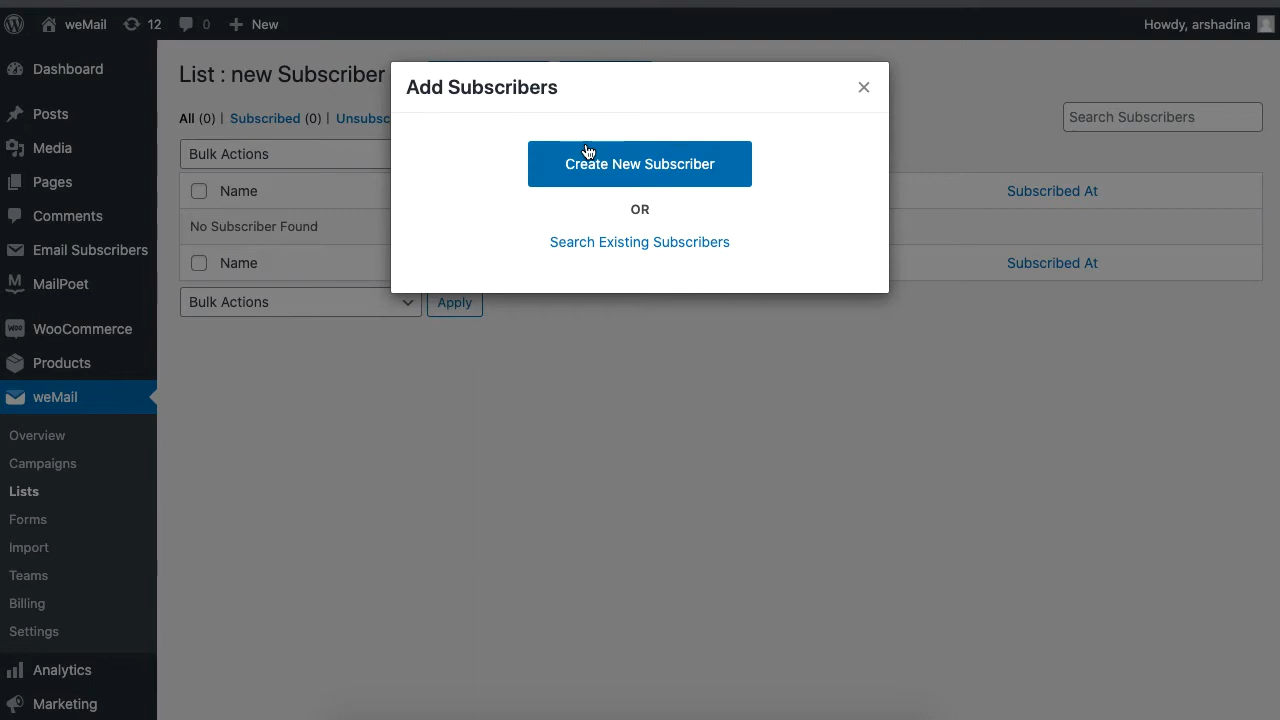 weMail 12 0 New Howdy, arshadina
Dashboard
Posts
Media
Pages
Comments
Email Subscribers
MailPoet
WooCommerce
Products
weMail
Overview
Campaigns
Lists
Forms
Import
Teams
Billing
Settings
Analytics
Marketing
List : new Subscriber
All (0) | Subscribed (0) | Unsubsc
Search Subscribers
Bulk Actions
Name Subscribed At
No Subscriber Found
Name Subscribed At
Bulk Actions Apply
Add Subscribers
Create New Subscriber
OR
Search Existing Subscribers